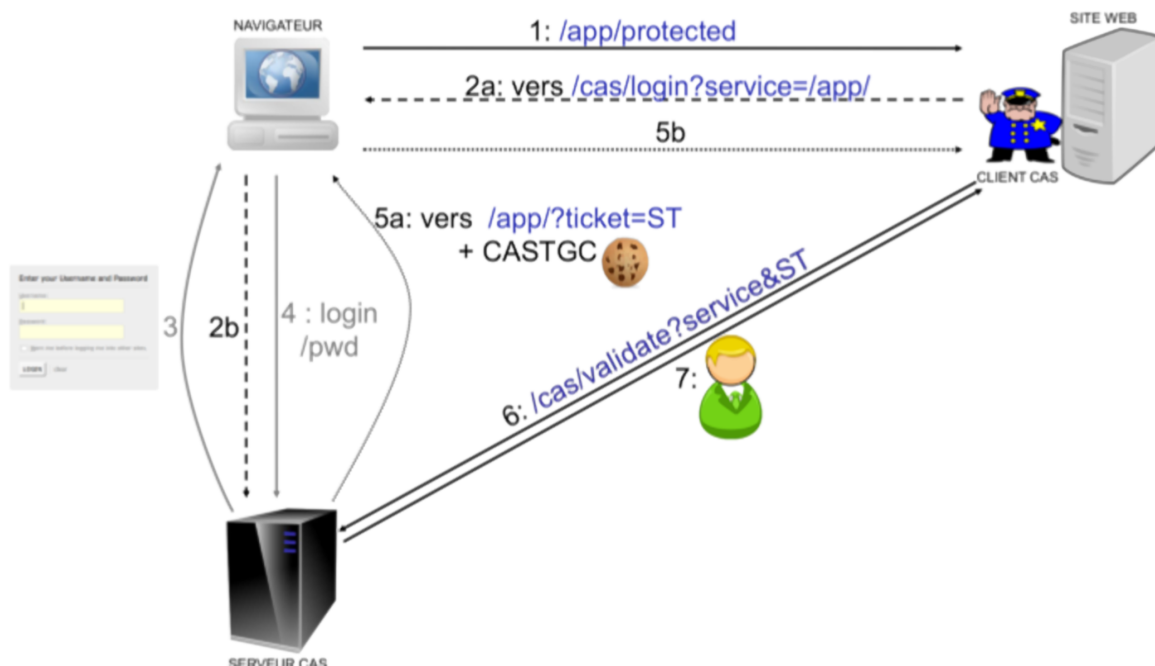 NAVIGATEUR
SITE WEB
1: /app/protected
2a: vers /cas/login?service=/app/
5b
CLIENT CAS
5a: vers /app/?ticket=ST
+ CASTGC
Enter your Username and Password
3
2b
4 : login
/pwd
LOGIN
6: /cas/validate?service&ST
7:
SERVEUR CAS